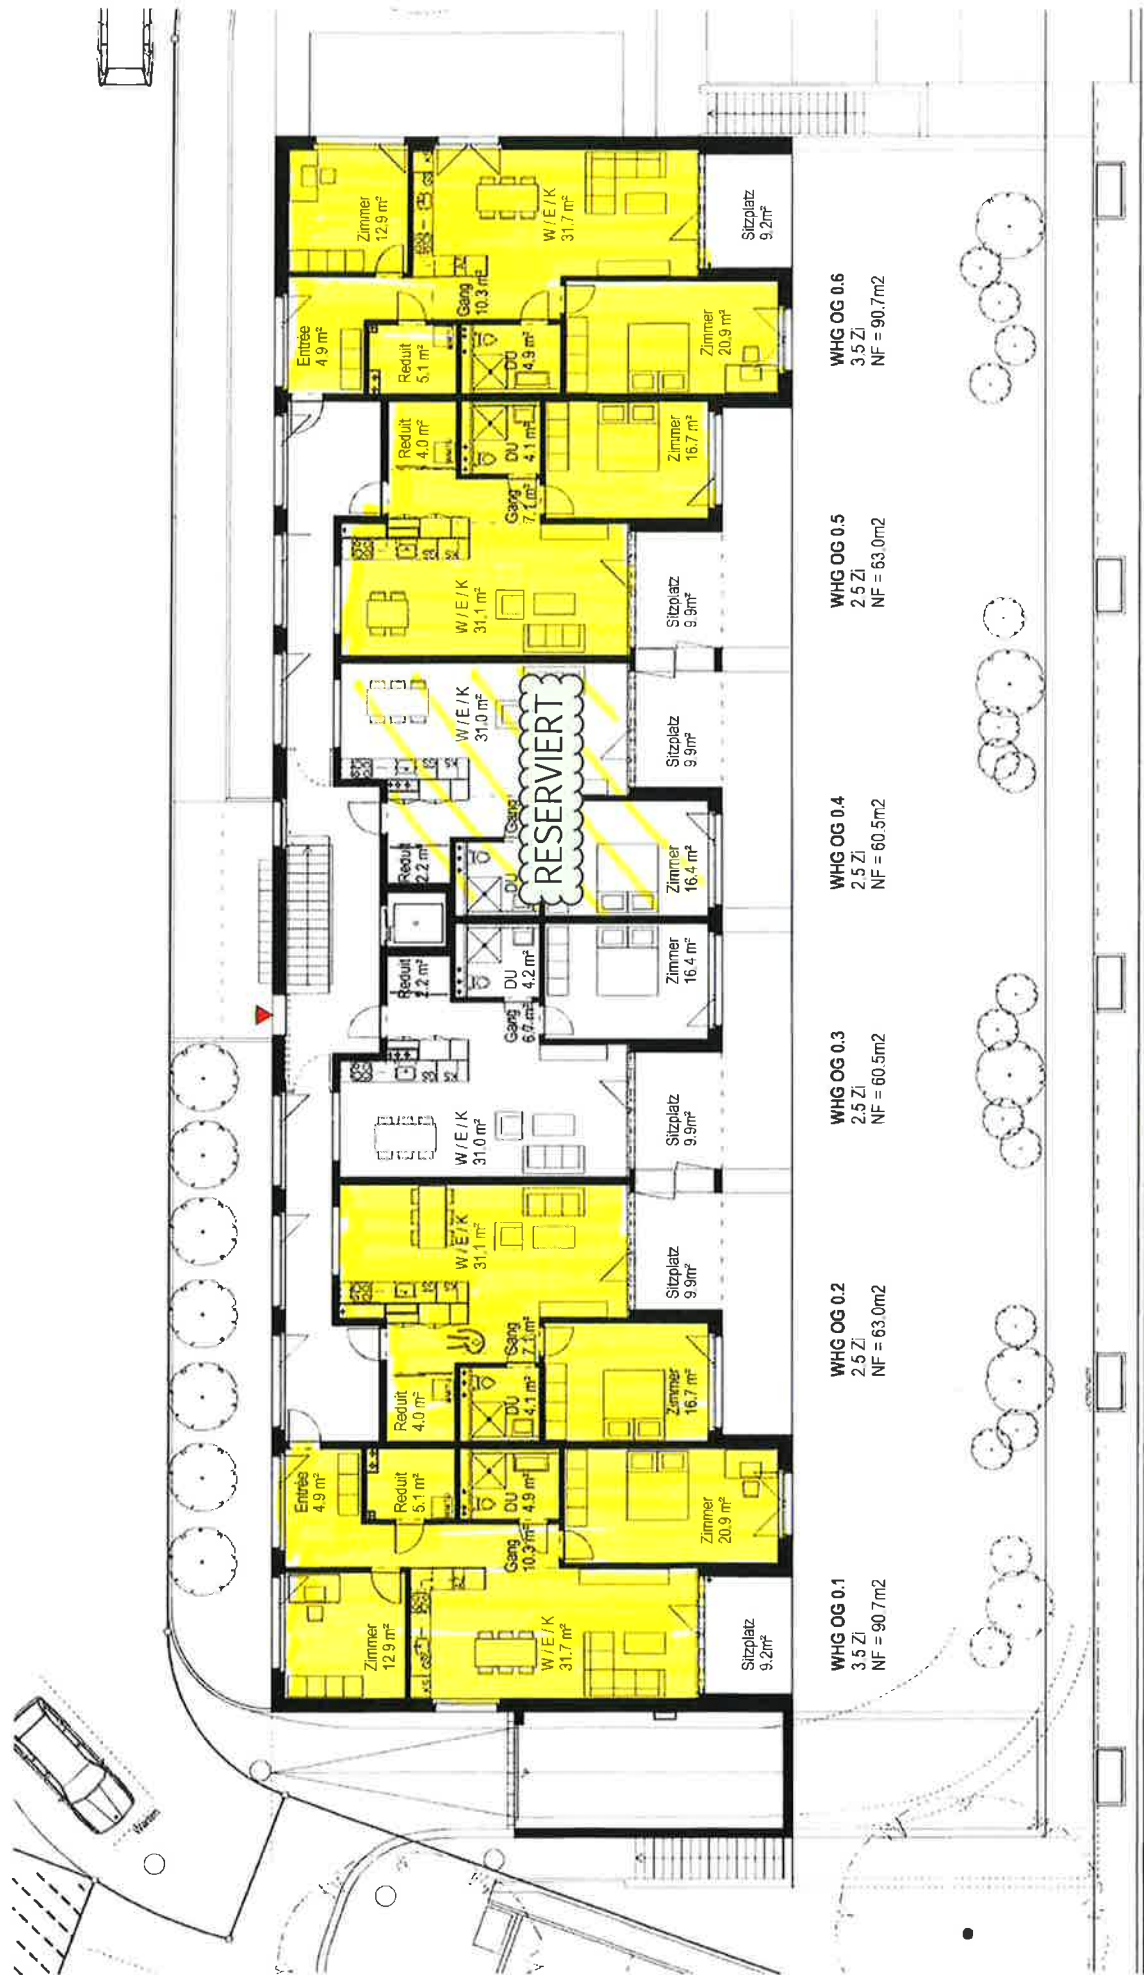 Zimmer
12.9 m²
W / E / K
31.7 m²
Sitzplatz
9.2m²
Entrée
4.9 m²
Gang
10.3 m²
Reduit
5.1 m²
DU
4.9 m²
Zimmer
20.9 m²
WHG OG 0.6
3.5 Zi
NF = 90.7m2
Reduit
4.0 m²
DU
4.1 m²
Gang
7.1 m²
Zimmer
16.7 m²
W / E / K
31.1 m²
Sitzplatz
9.9m²
WHG OG 0.5
2.5 Zi
NF = 63.0m2
W / E / K
31.0 m²
RESERVIERT
Sitzplatz
9.9m²
Gang
Reduit
2.2 m²
DU
Zimmer
16.4 m²
WHG OG 0.4
2.5 Zi
NF = 60.5m2
Reduit
2.2 m²
DU
4.2 m²
Gang
6.7 m²
Zimmer
16.4 m²
W / E / K
31.0 m²
Sitzplatz
9.9m²
WHG OG 0.3
2.5 Zi
NF = 60.5m2
W / E / K
31.1 m²
Sitzplatz
9.9m²
Gang
7.1 m²
Reduit
4.0 m²
DU
4.1 m²
Zimmer
16.7 m²
WHG OG 0.2
2.5 Zi
NF = 63.0m2
Entrée
4.9 m²
Reduit
5.1 m²
DU
4.9 m²
Gang
10.3 m²
Zimmer
20.9 m²
Zimmer
12.9 m²
W / E / K
31.7 m²
Sitzplatz
9.2m²
WHG OG 0.1
3.5 Zi
NF = 90.7m2
Warten